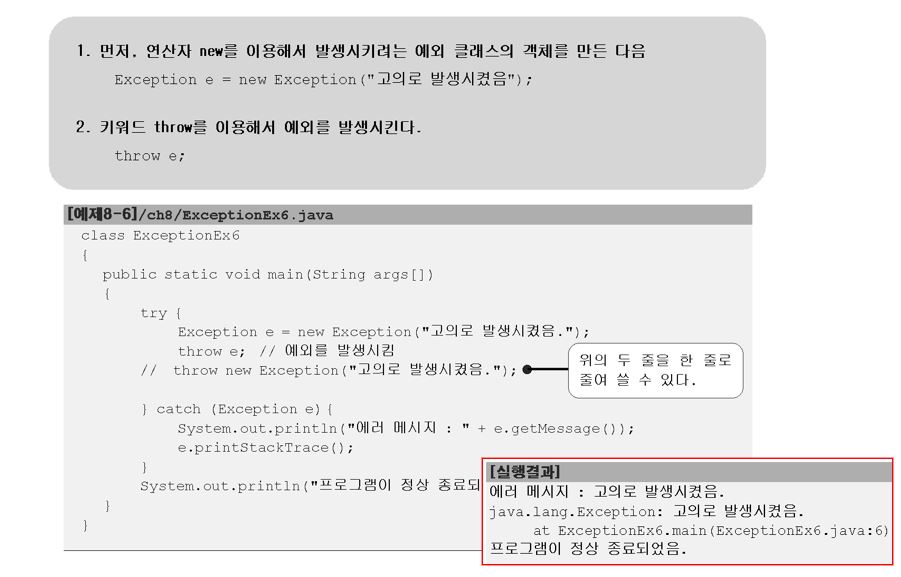 1. 먼저, 연산자 new를 이용해서 발생시키려는 예외 클래스의 객체를 만든 다음
Exception e = new Exception("고의로 발생시켰음");
2. 키워드 throw를 이용해서 예외를 발생시킨다.
throw e;
[예제8-6]/ch8/ExceptionEx6.java
class ExceptionEx6
{
public static void main(String args[])
{
try {
Exception e = new Exception("고의로 발생시켰음.");
throw e; // 예외를 발생시킴
// throw new Exception("고의로 발생시켰음.");
위의 두 줄을 한 줄로
줄여 쓸 수 있다.
} catch (Exception e) {
System.out.println("에러 메시지 : " + e.getMessage());
e.printStackTrace();
}
System.out.println("프로그램이 정상 종료되
}
}
[실행결과]
에러 메시지 : 고의로 발생시켰음.
java.lang.Exception: 고의로 발생시켰음.
at ExceptionEx6.main(ExceptionEx6.java:6)
프로그램이 정상 종료되었음.